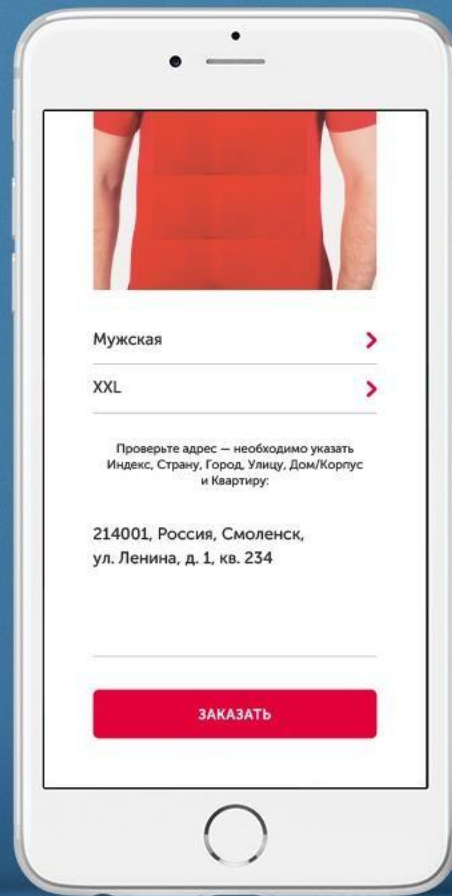 Мужская
XXL
Проверьте адрес — необходимо указать
Индекс, Страну, Город, Улицу, Дом/Корпус
и Квартиру:
214001, Россия, Смоленск,
ул. Ленина, д. 1, кв. 234
ЗАКАЗАТЬ